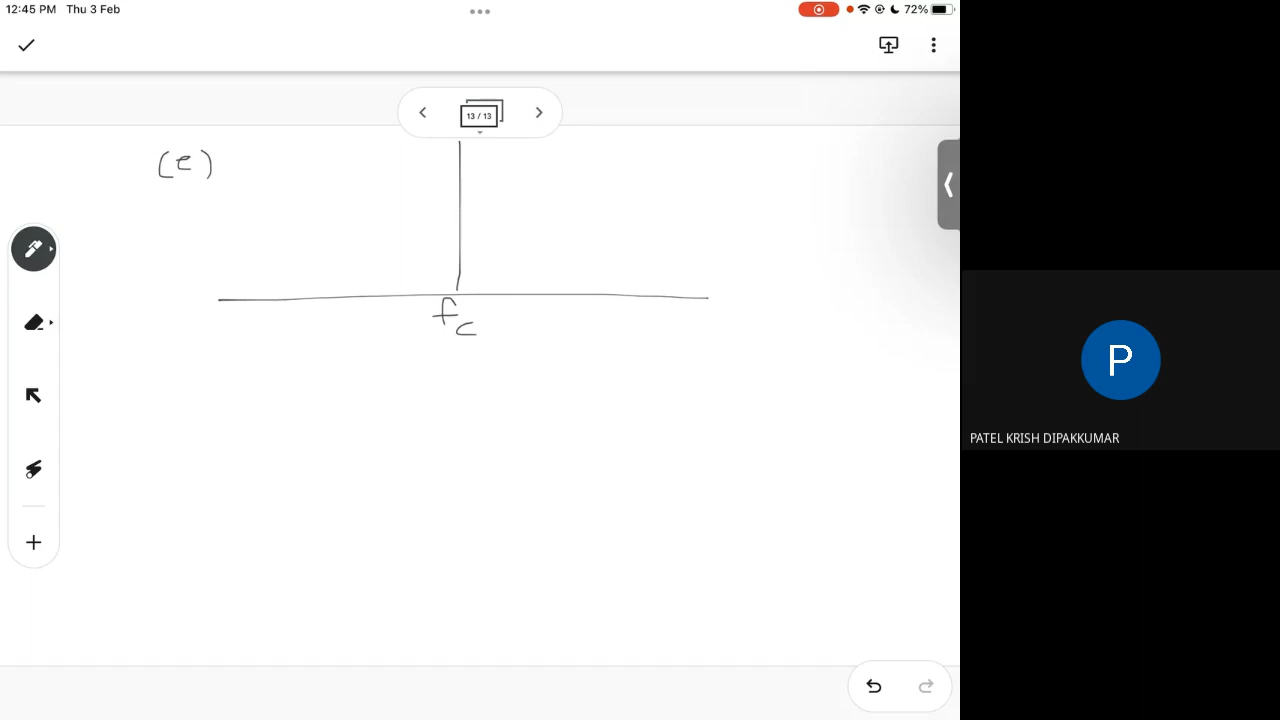 12:45 PM Thu 3 Feb
72%
13 / 13
(e)
fc
P
PATEL KRISH DIPAKKUMAR